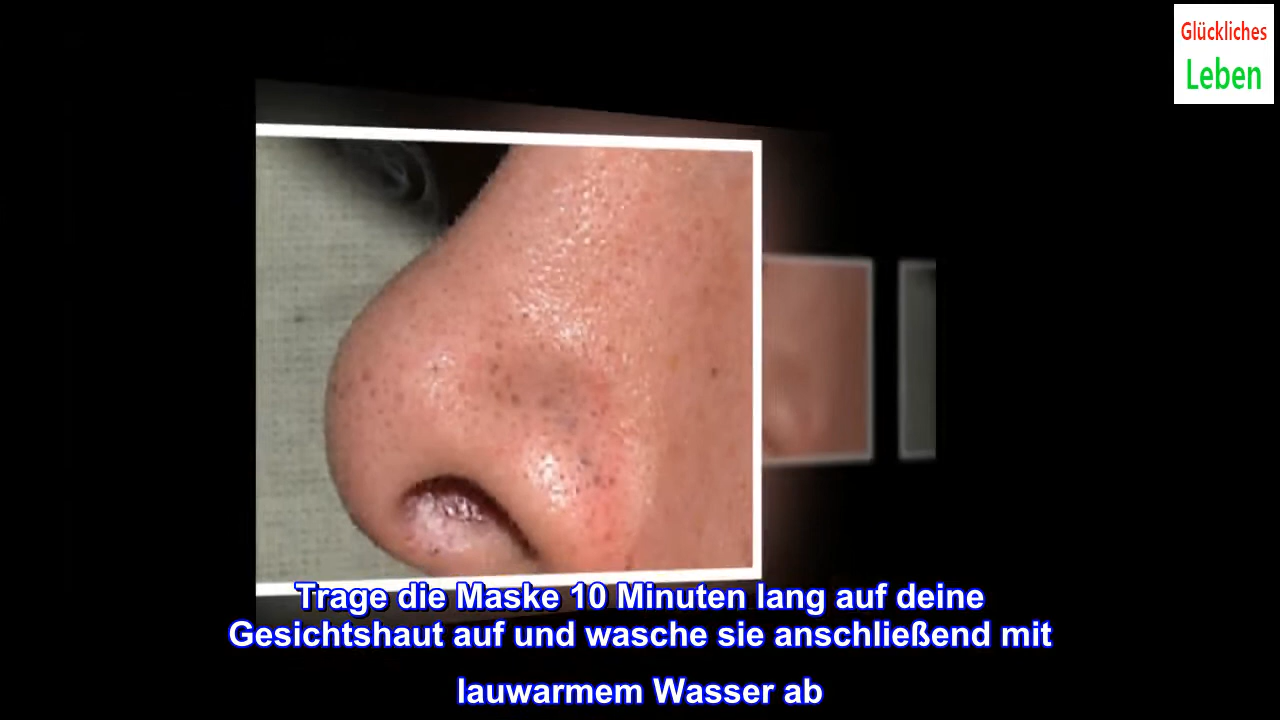 Glückliches
Leben
Trage die Maske 10 Minuten lang auf deine
Gesichtshaut auf und wasche sie anschließend mit
lauwarmem Wasser ab